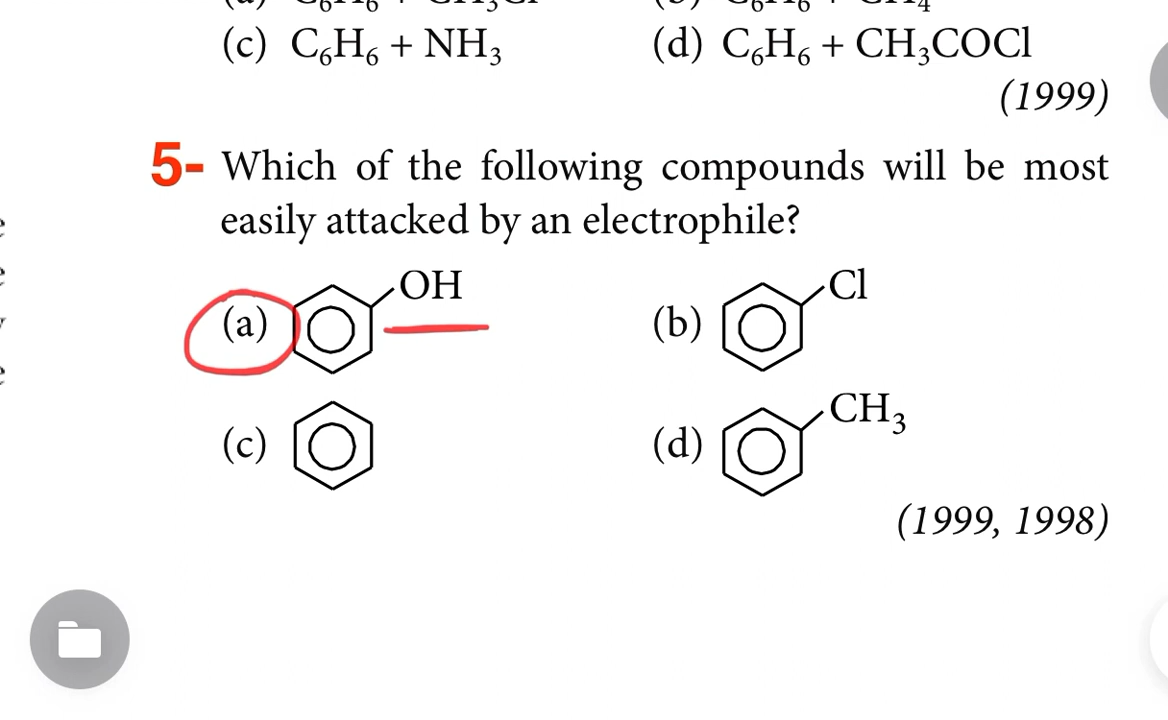 (c) C₆H₆ + NH₃ (d) C₆H₆ + CH₃COCl
(1999)
5- Which of the following compounds will be most
easily attacked by an electrophile?
(a) OH (b) Cl
(c) (d) CH₃
(1999, 1998)